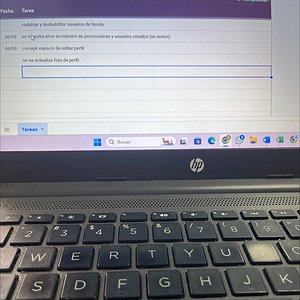 Fecha Tarea
Habilitar y deshabilitar usuarios de tienda
08/09 se muestra error en número de promociones y usuarios creados (se restan)
09/09 corregir espacio de editar perfil
no se actualiza foto de perfil
Tareas
Buscar
hp
2 3 4 5 6 7 8 9
W E R T Y U I O
S D F G H J K